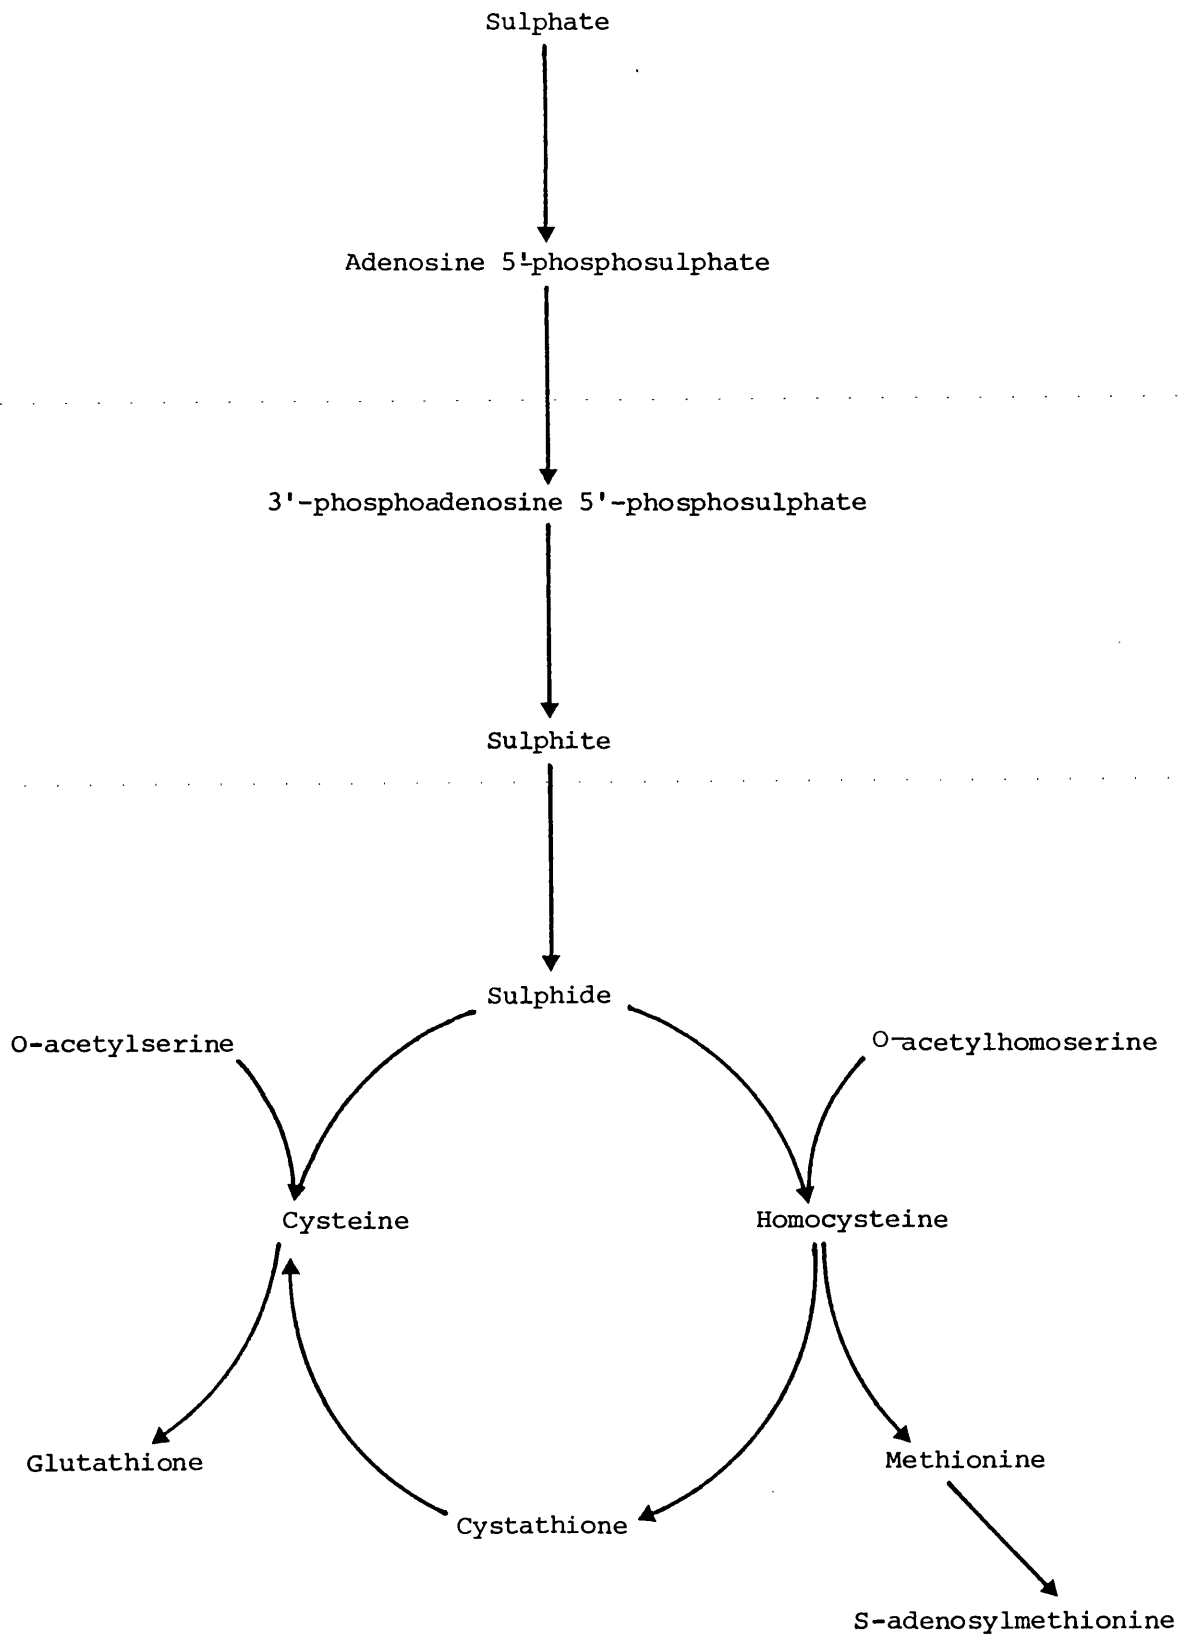 Sulphate
Adenosine 5'-phosphosulphate
3'-phosphoadenosine 5'-phosphosulphate
Sulphite
Sulphide
O-acetylserine
O-acetylhomoserine
Cysteine
Homocysteine
Glutathione
Methionine
Cystathione
S-adenosylmethionine